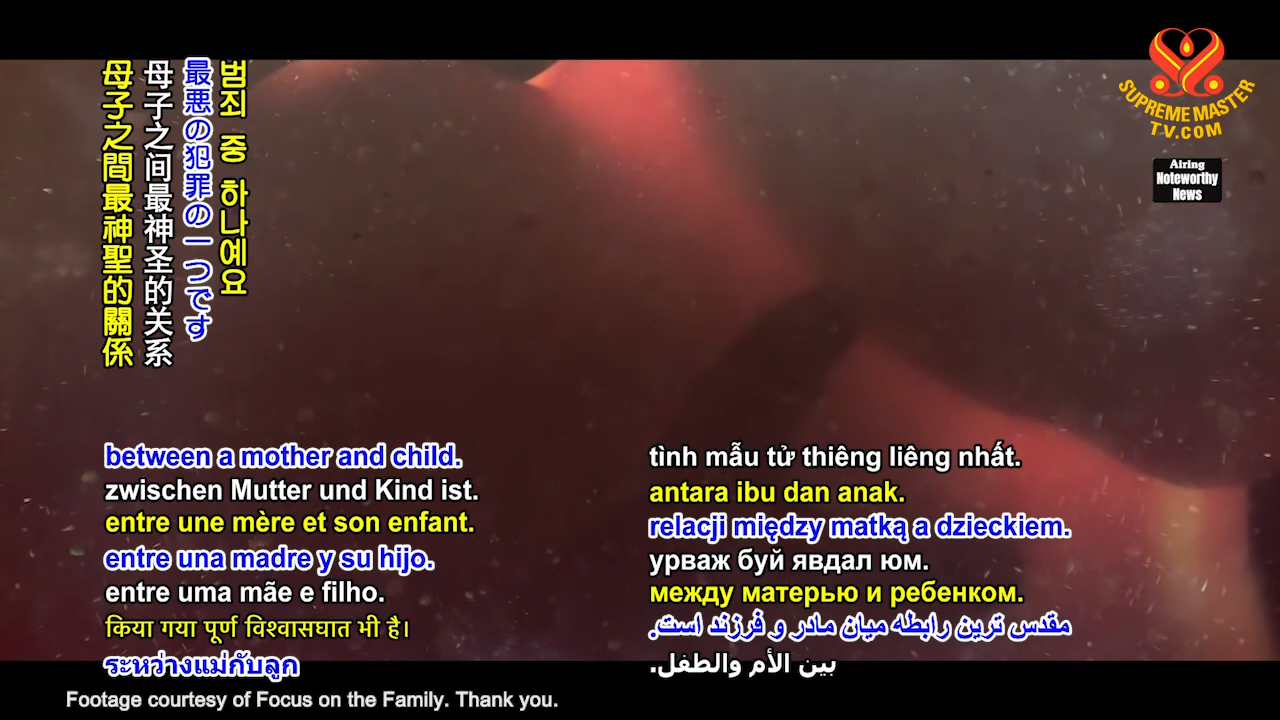 범죄 중 하나예요
最悪の犯罪の一つです
母子之间最神圣的关系
母子之間最神聖的關係
SUPREME MASTER
TV.COM
Airing
Noteworthy
News
between a mother and child.
zwischen Mutter und Kind ist.
entre une mère et son enfant.
entre una madre y su hijo.
entre uma mãe e filho.
किया गया पूर्ण विश्वासघात भी है।
ระหว่างแม่กับลูก
tình mẫu tử thiêng liêng nhất.
antara ibu dan anak.
relacji między matką a dzieckiem.
урваж буй явдал юм.
между матерью и ребенком.
مقدس ترین رابطه میان مادر و فرزند است.
بين الأم والطفل.
Footage courtesy of Focus on the Family. Thank you.